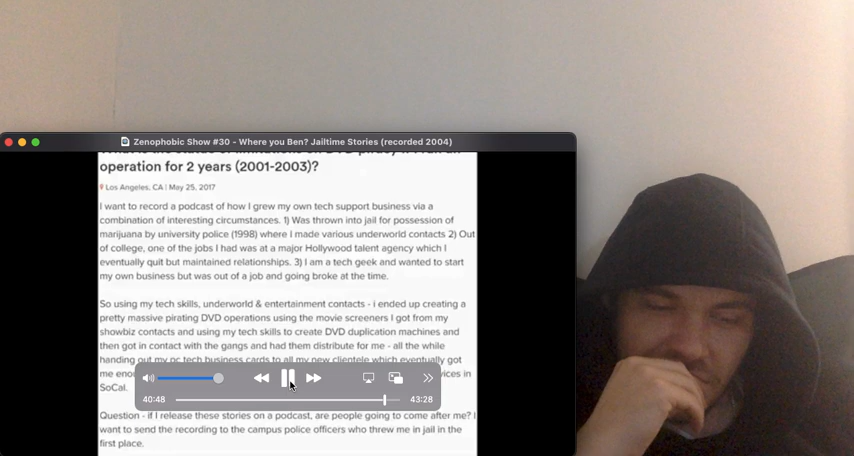 Zenophobic Show #30 - Where you Ben? Jailtime Stories (recorded 2004)
operation for 2 years (2001-2003)?
Los Angeles, CA | May 25, 2017
I want to record a podcast of how I grew my own tech support business via a
combination of interesting circumstances. 1) Was thrown into jail for possession of
marijuana by university police (1998) where I made various underworld contacts 2) Out
of college, one of the jobs I had was at a major Hollywood talent agency which I
eventually quit but maintained relationships. 3) I am a tech geek and wanted to start
my own business but was out of a job and going broke at the time.
So using my tech skills, underworld & entertainment contacts - i ended up creating a
pretty massive pirating DVD operations using the movie screeners I got from my
showbiz contacts and using my tech skills to create DVD duplication machines and
then got in contact with the gangs and had them distribute for me - all the while
handing out my pc tech business cards to all my new clientele which eventually got
me
SoCal.
40:48
43:28
Question - if I release these stories on a podcast, are people going to come after me? I
want to send the recording to the campus police officers who threw me in jail in the
first place.